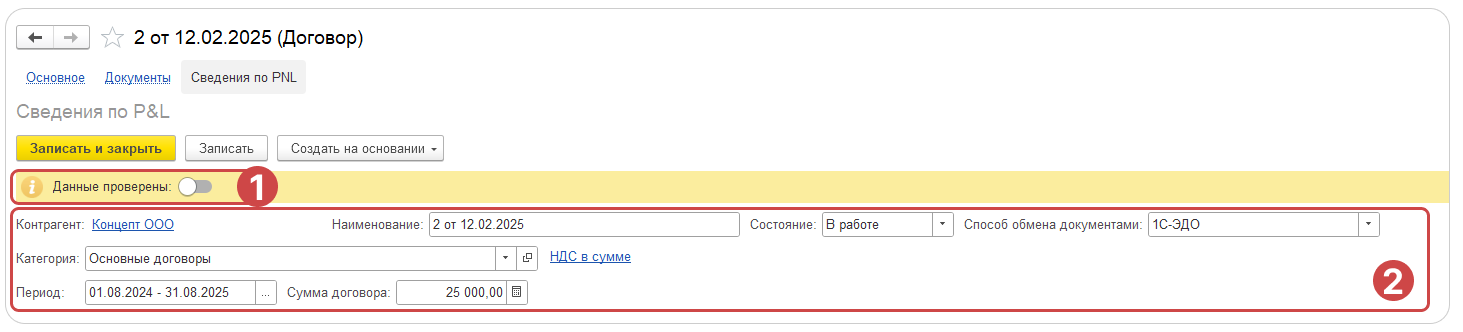 2 от 12.02.2025 (Договор)
Основное Документы Сведения по PNL
Сведения по P&L
Записать и закрыть Записать Создать на основании
Данные проверены: 1
Контрагент: Концепт ООО Наименование: 2 от 12.02.2025 Состояние: В работе Способ обмена документами: 1С-ЭДО
Категория: Основные договоры НДС в сумме
Период: 01.08.2024 - 31.08.2025 ... Сумма договора: 25 000,00 2